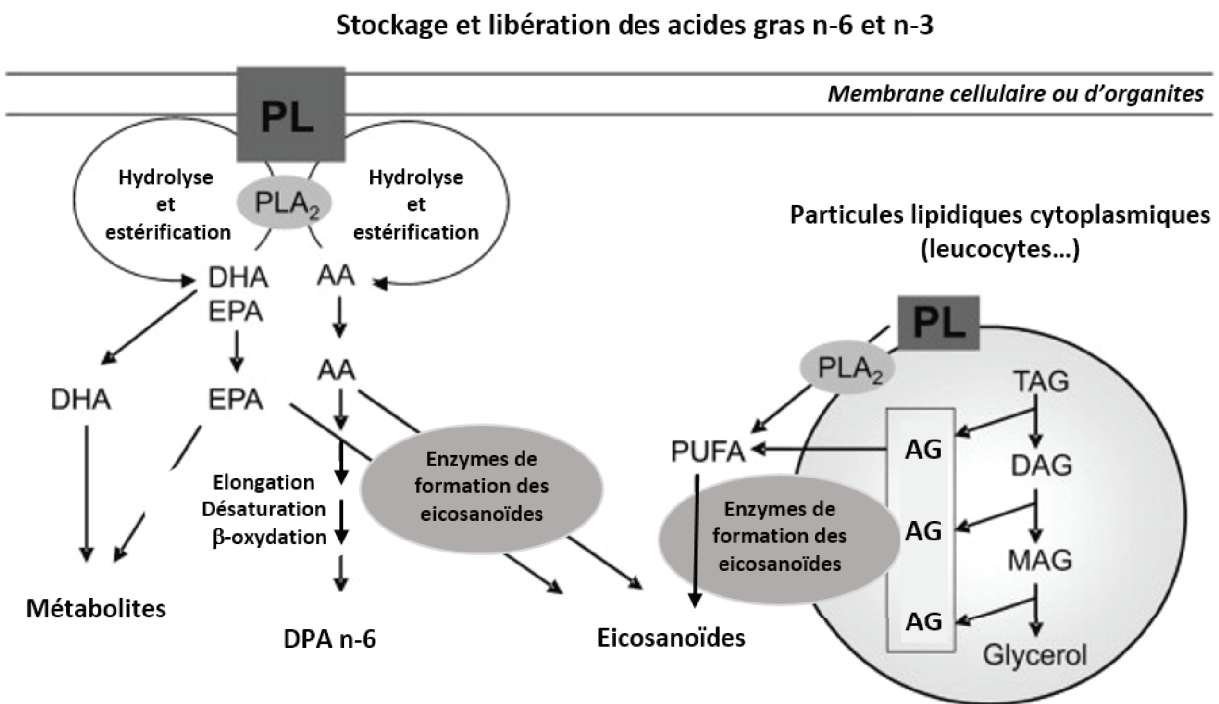 Stockage et libération des acides gras n-6 et n-3
Membrane cellulaire ou d'organites
PL
Hydrolyse
et
estérification
PLA₂
Hydrolyse
et
estérification
DHA
EPA
AA
DHA
EPA
AA
Elongation
Désaturation
β-oxydation
Enzymes de
formation des
eicosanoïdes
Métabolites
DPA n-6
Eicosanoïdes
Particules lipidiques cytoplasmiques
(leucocytes...)
PL
PLA₂
PUFA
Enzymes de
formation des
eicosanoïdes
AG
AG
AG
TAG
DAG
MAG
Glycerol